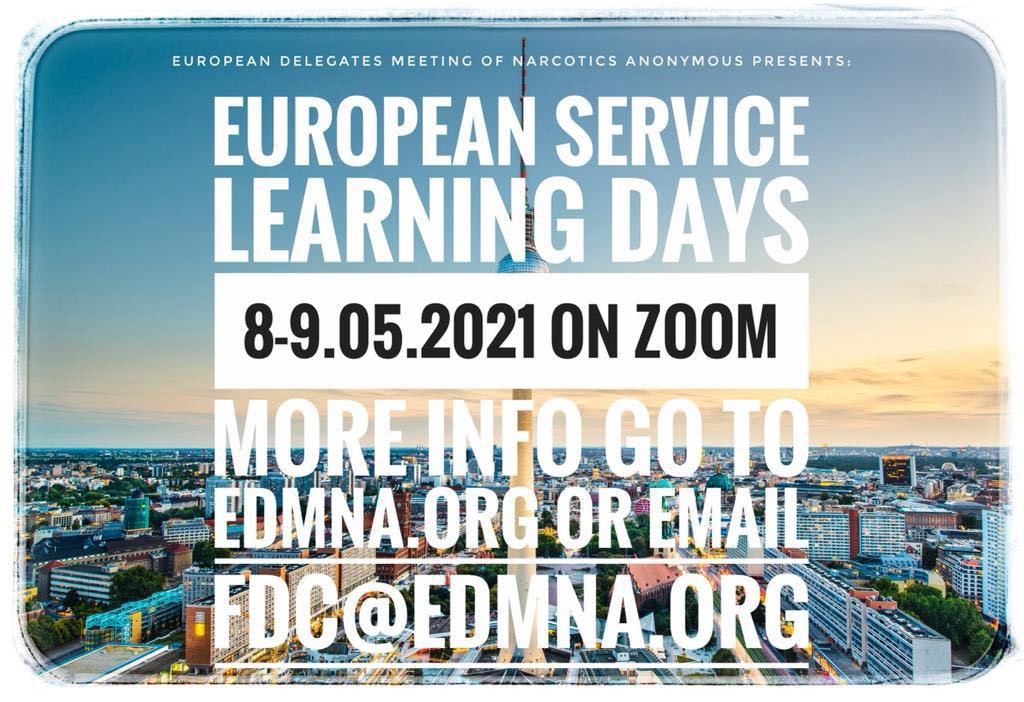 EUROPEAN DELEGATES MEETING OF NARCOTICS ANONYMOUS PRESENTS:
EUROPEAN SERVICE
LEARNING DAYS
8-9.05.2021 ON ZOOM
MORE INFO GO TO
EDMNA.ORG OR EMAIL
FDC@EDMNA.ORG